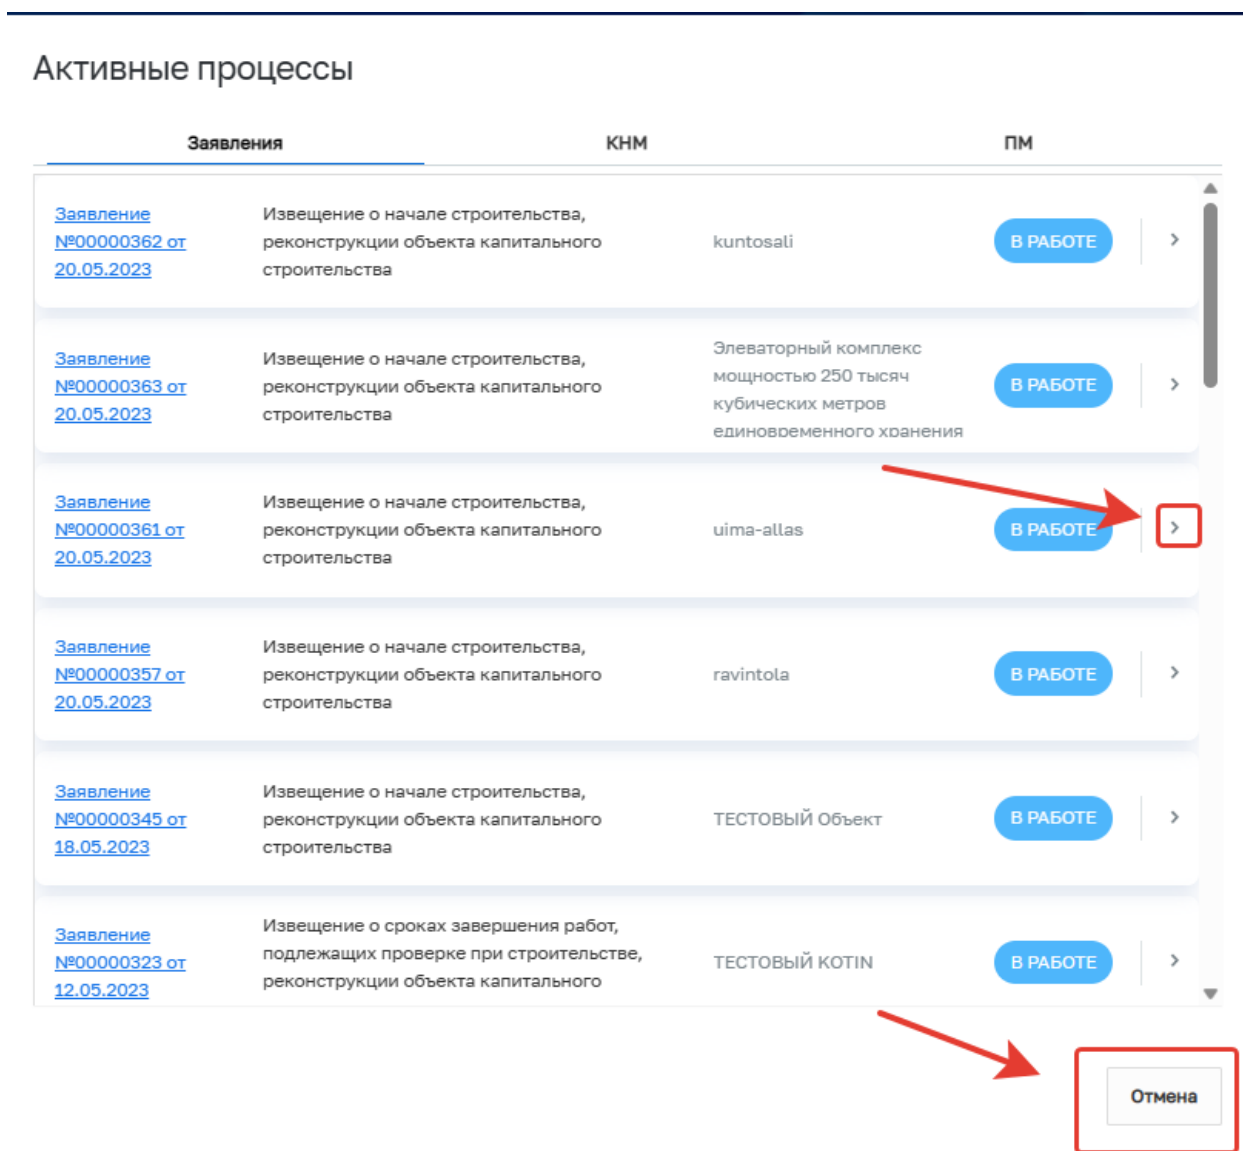 Активные процессы
Заявления
КНМ
ПМ
Заявление
№00000362 от
20.05.2023
Извещение о начале строительства,
реконструкции объекта капитального
строительства
kuntosali
В РАБОТЕ
Заявление
№00000363 от
20.05.2023
Извещение о начале строительства,
реконструкции объекта капитального
строительства
Элеваторный комплекс
мощностью 250 тысяч
кубических метров
единовременного хранения
В РАБОТЕ
Заявление
№00000361 от
20.05.2023
Извещение о начале строительства,
реконструкции объекта капитального
строительства
uima-allas
В РАБОТЕ
Заявление
№00000357 от
20.05.2023
Извещение о начале строительства,
реконструкции объекта капитального
строительства
ravintola
В РАБОТЕ
Заявление
№00000345 от
18.05.2023
Извещение о начале строительства,
реконструкции объекта капитального
строительства
ТЕСТОВЫЙ Объект
В РАБОТЕ
Заявление
№00000323 от
12.05.2023
Извещение о сроках завершения работ,
подлежащих проверке при строительстве,
реконструкции объекта капитального
ТЕСТОВЫЙ KOTIN
В РАБОТЕ
Отмена